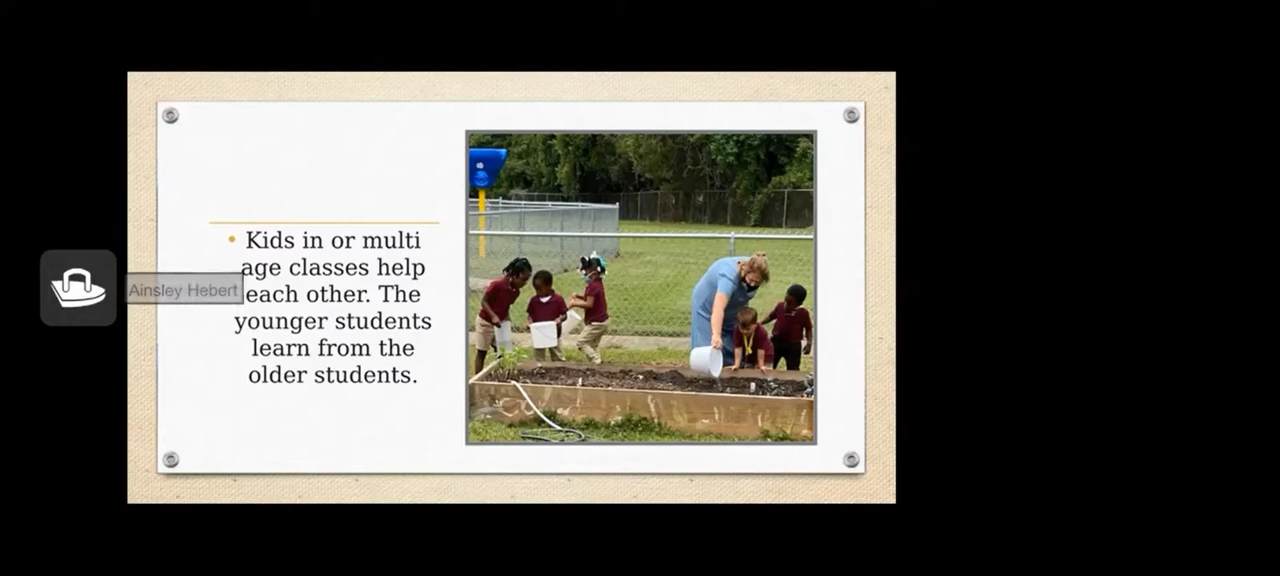 Kids in or multi
age classes help
each other. The
younger students
learn from the
older students.
Ainsley Hebert